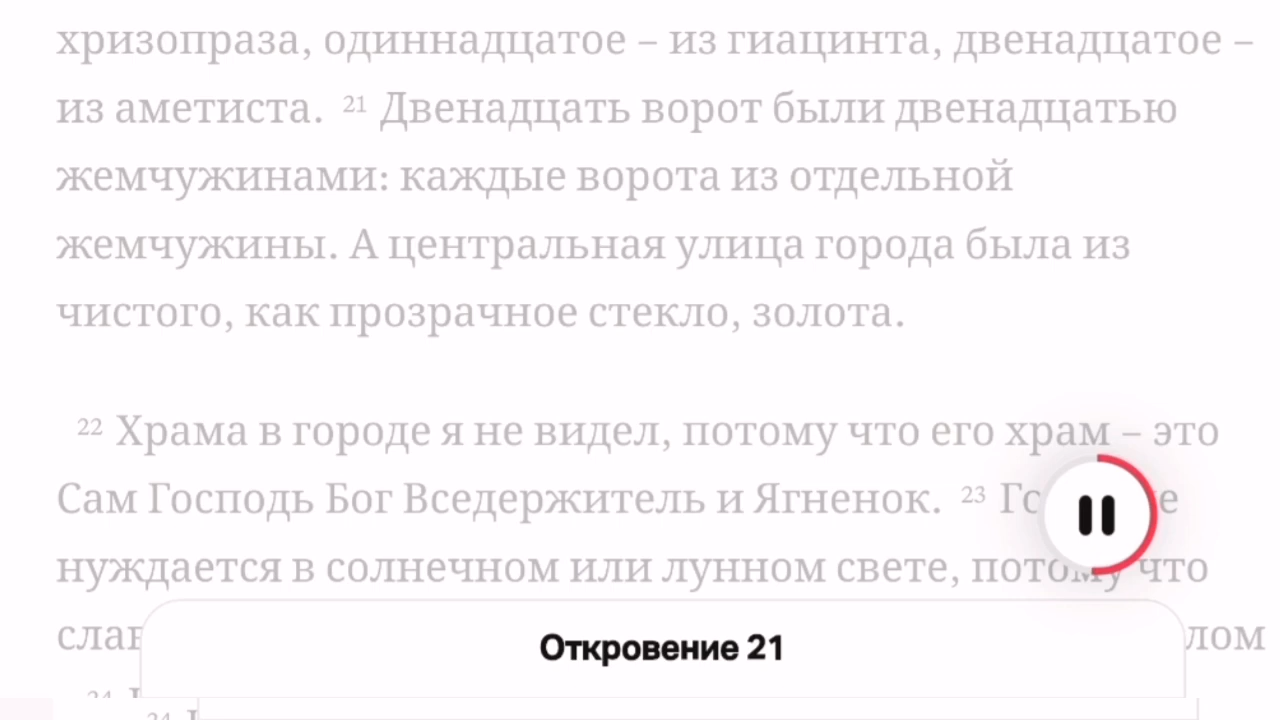 хризопраза, одиннадцатое – из гиацинта, двенадцатое –
из аметиста. 21 Двенадцать ворот были двенадцатью
жемчужинами: каждые ворота из отдельной
жемчужины. А центральная улица города была из
чистого, как прозрачное стекло, золота.
22 Храма в городе я не видел, потому что его храм – это
Сам Господь Бог Вседержитель и Ягненок. 23
нуждается в солнечном или лунном свете, потому что
Откровение 21